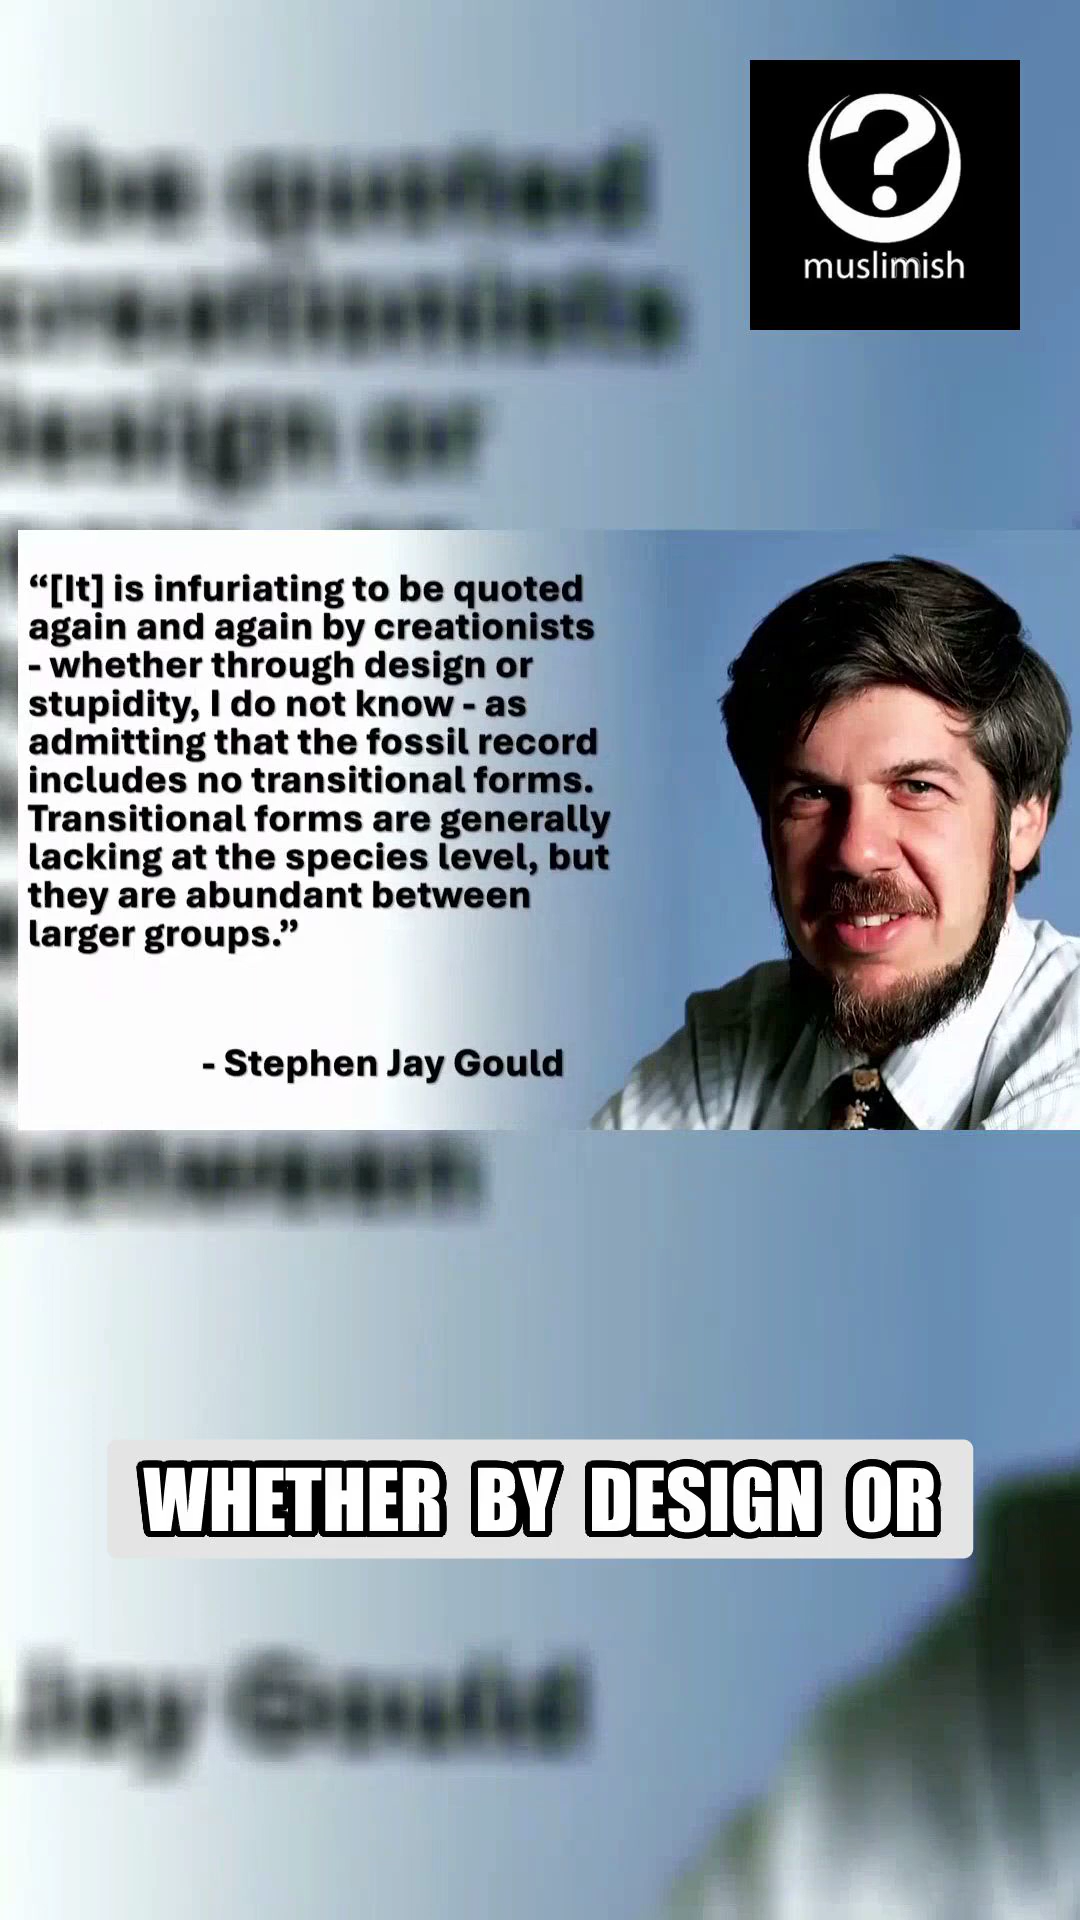 muslimish
“[It] is infuriating to be quoted
again and again by creationists
- whether through design or
stupidity, I do not know - as
admitting that the fossil record
includes no transitional forms.
Transitional forms are generally
lacking at the species level, but
they are abundant between
larger groups.”
- Stephen Jay Gould
WHETHER BY DESIGN OR